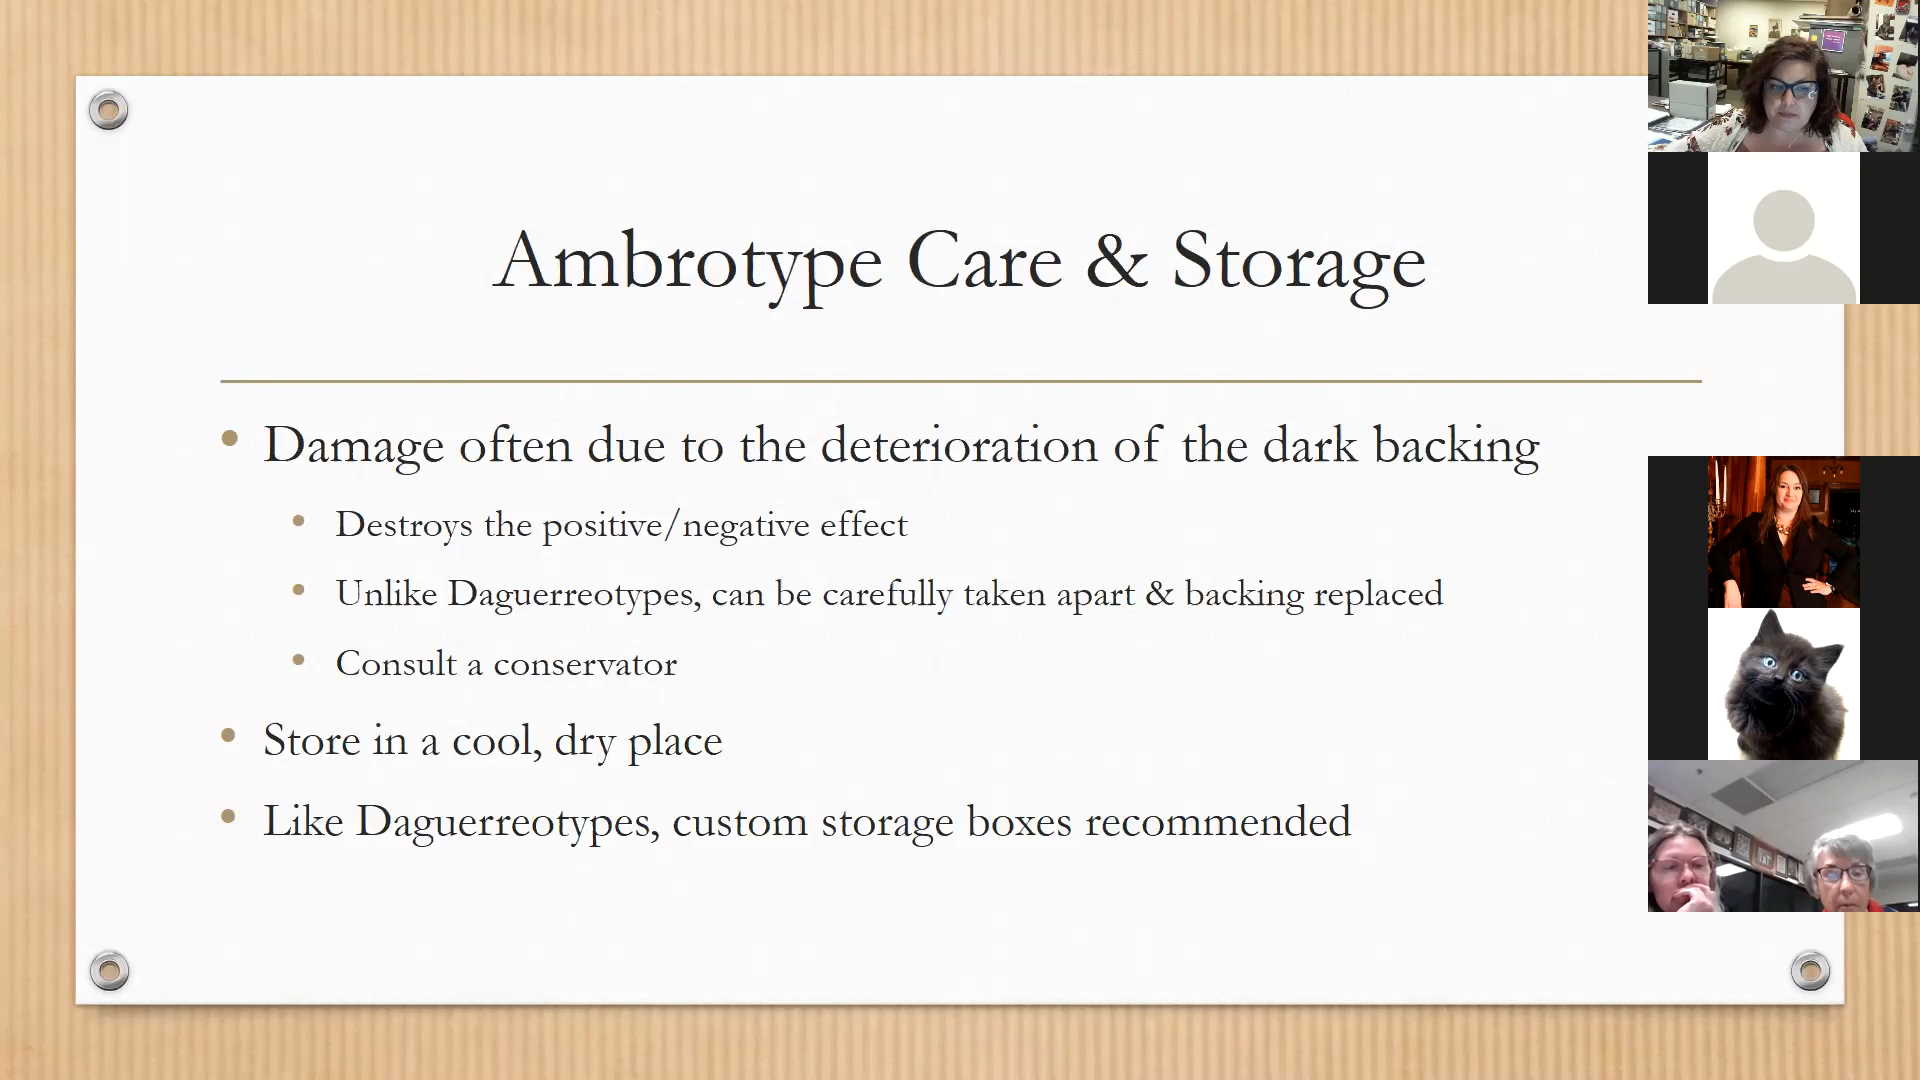 Ambrotype Care & Storage
Damage often due to the deterioration of the dark backing
Destroys the positive/negative effect
Unlike Daguerreotypes, can be carefully taken apart & backing replaced
Consult a conservator
Store in a cool, dry place
Like Daguerreotypes, custom storage boxes recommended